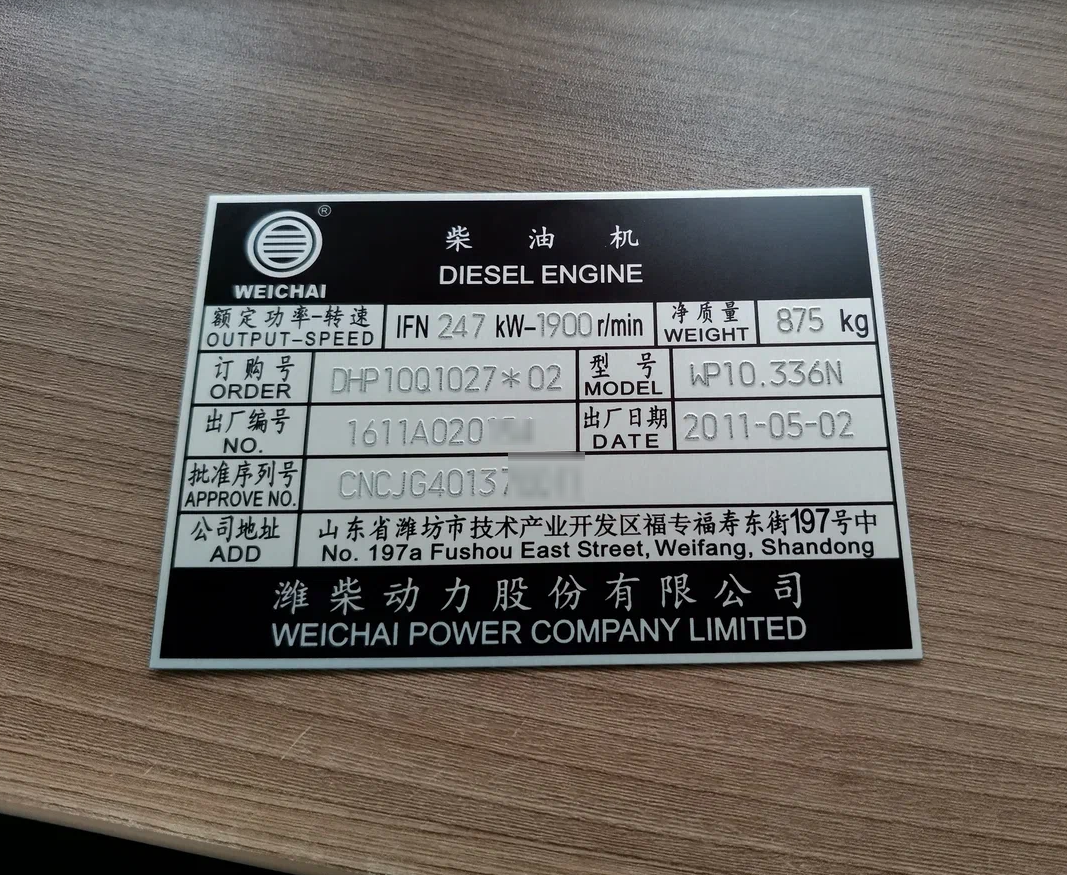 ®
WEICHAI
柴油机
DIESEL ENGINE
额定功率-转速
OUTPUT-SPEED
IFN 247 kW-1900 r/min
净质量
WEIGHT
875 kg
订购号
ORDER
DHP10Q1027*02
型号
MODEL
WP10.336N
出厂编号
NO.
1611A020
出厂日期
DATE
2011-05-02
批准序列号
APPROVE NO.
CNCJG40137
公司地址
ADD
山东省潍坊市技术产业开发区福专福寿东街197号中
No. 197a Fushou East Street, Weifang, Shandong
潍柴动力股份有限公司
WEICHAI POWER COMPANY LIMITED